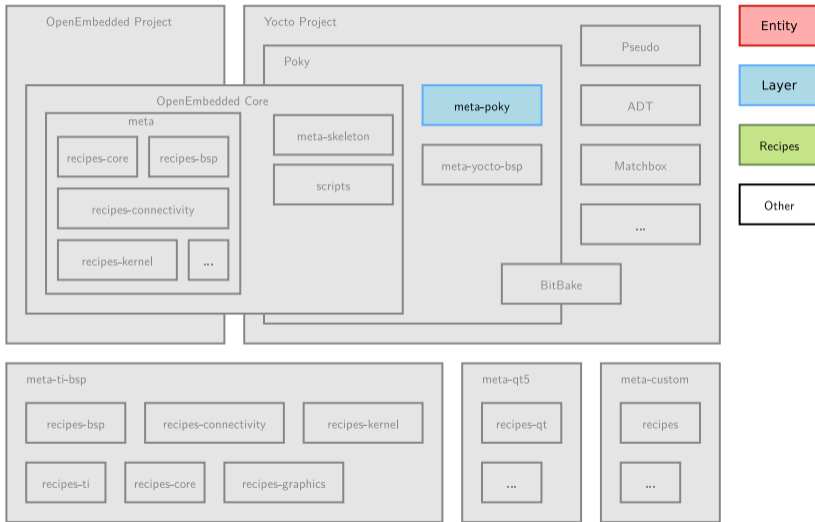 OpenEmbedded Project
Yocto Project
Entity
Pseudo
Poky
Layer
OpenEmbedded Core
meta-poky
ADT
meta
meta-skeleton
recipes-core
recipes-bsp
meta-yocto-bsp
Matchbox
Recipes
scripts
recipes-connectivity
...
Other
recipes-kernel
...
BitBake
meta-ti-bsp
meta-qt5
meta-custom
recipes-bsp
recipes-connectivity
recipes-kernel
recipes-qt
recipes
recipes-ti
recipes-core
recipes-graphics
...
...